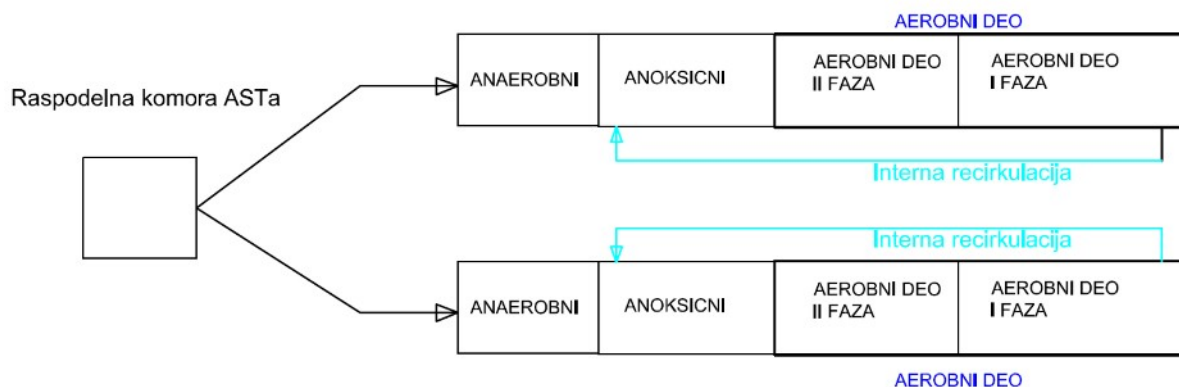 AEROBNI DEO
ANAEROBNI
ANOKSICNI
AEROBNI DEO
II FAZA
AEROBNI DEO
I FAZA
Raspodelna komora ASTa
Interna recirkulacija
Interna recirkulacija
ANAEROBNI
ANOKSICNI
AEROBNI DEO
II FAZA
AEROBNI DEO
I FAZA
AEROBNI DEO